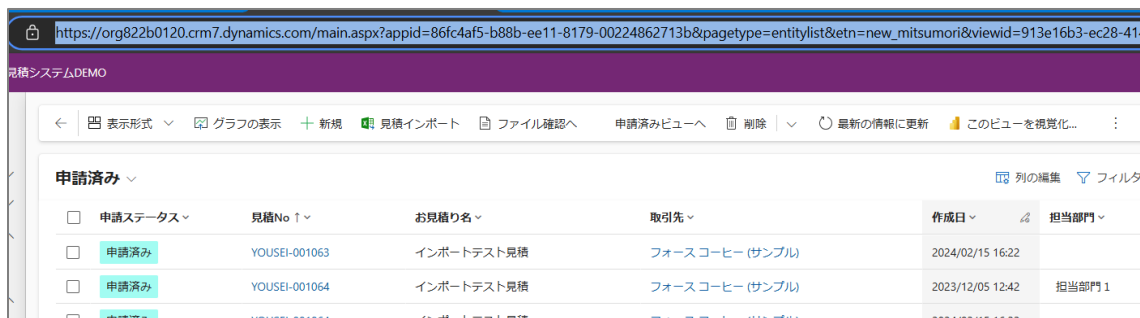 https://org822b0120.crm7.dynamics.com/main.aspx?appid=86fc4af5-b88b-ee11-8179-00224862713b&pagetype=entitylist&etn=new_mitsumori&viewid=913e16b3-ec28-414
見積システムDEMO
表示形式 グラフの表示 新規 見積インポート ファイル確認へ 申請済みビューへ 削除 最新の情報に更新 このビューを視覚化...
申請済み 列の編集 フィルタ
申請ステータス 見積No ↑ お見積り名 取引先 作成日 担当部門
申請済み YOUSEI-001063 インポートテスト見積 フォース コーヒー (サンプル) 2024/02/15 16:22
申請済み YOUSEI-001064 インポートテスト見積 フォース コーヒー (サンプル) 2023/12/05 12:42 担当部門 1